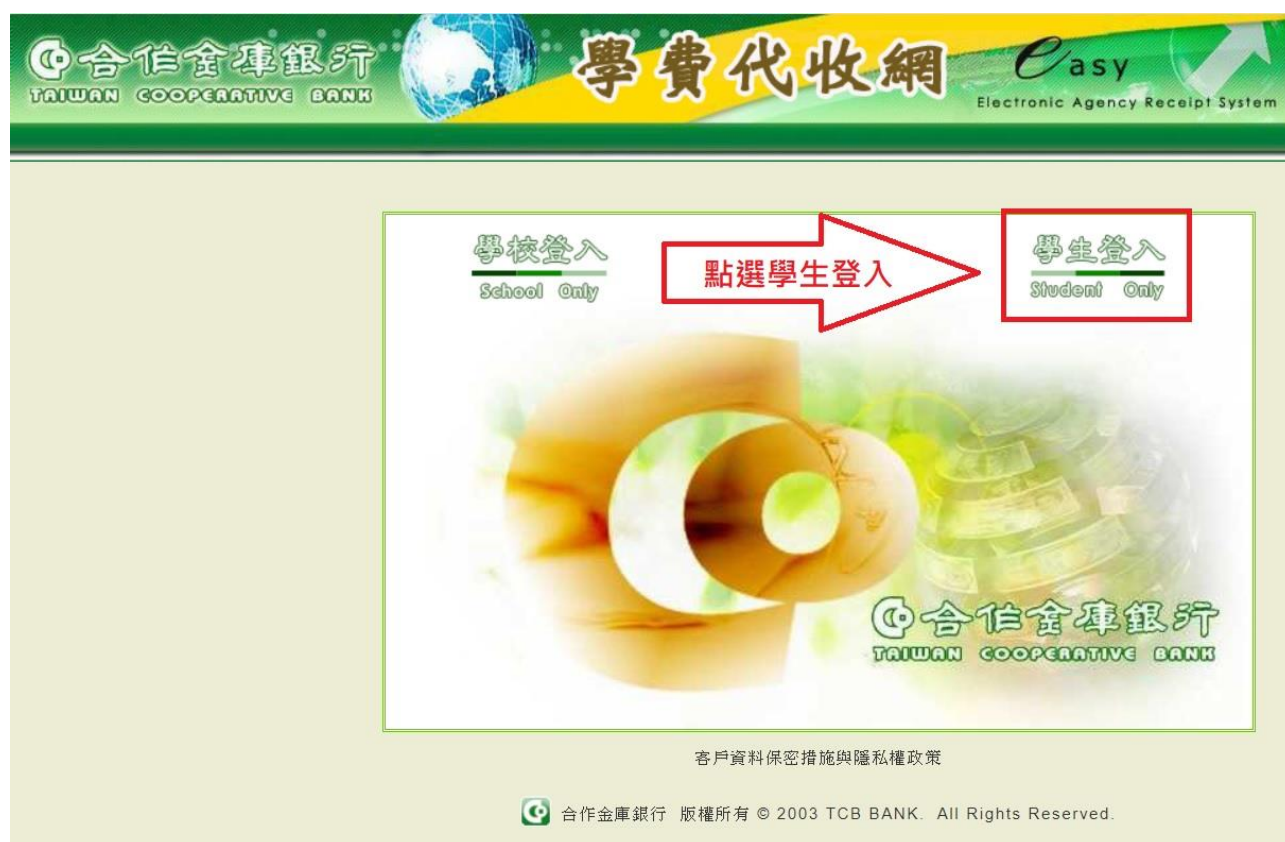 合作金庫銀行
TAIWAN COOPERATIVE BANK
學費代收網
easy
Electronic Agency Receipt System
學校登入
School Only
點選學生登入
學生登入
Student Only
合作金庫銀行
TAIWAN COOPERATIVE BANK
客戶資料保密措施與隱私權政策
合作金庫銀行 版權所有 © 2003 TCB BANK. All Rights Reserved.